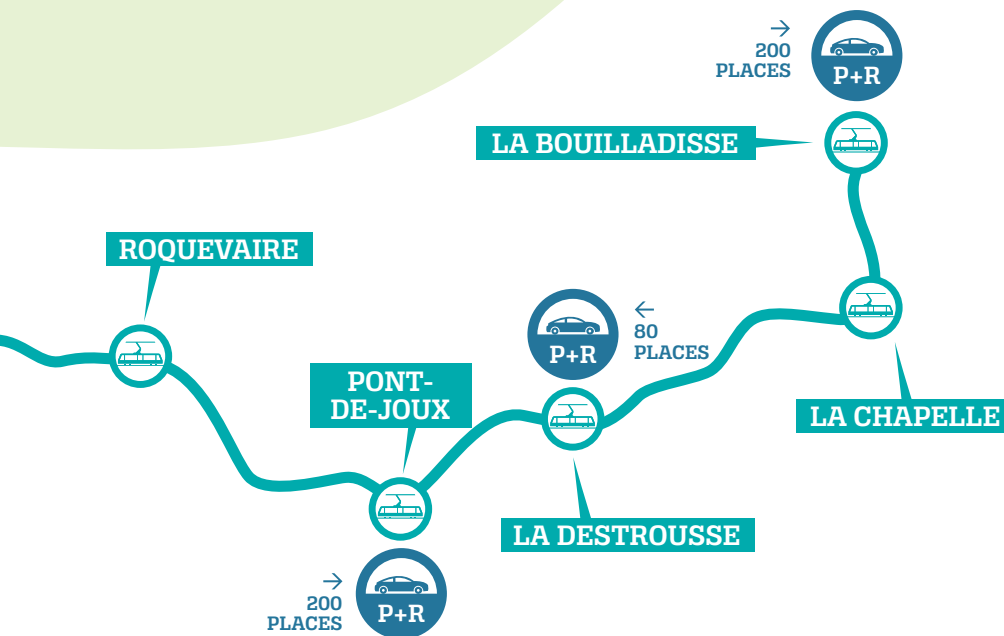 →
200
PLACES
P+R
LA BOUILLADISSE
ROQUEVAIRE
P+R
←
80
PLACES
PONT-
DE-JOUX
LA CHAPELLE
LA DESTROUSSE
→
200
PLACES
P+R